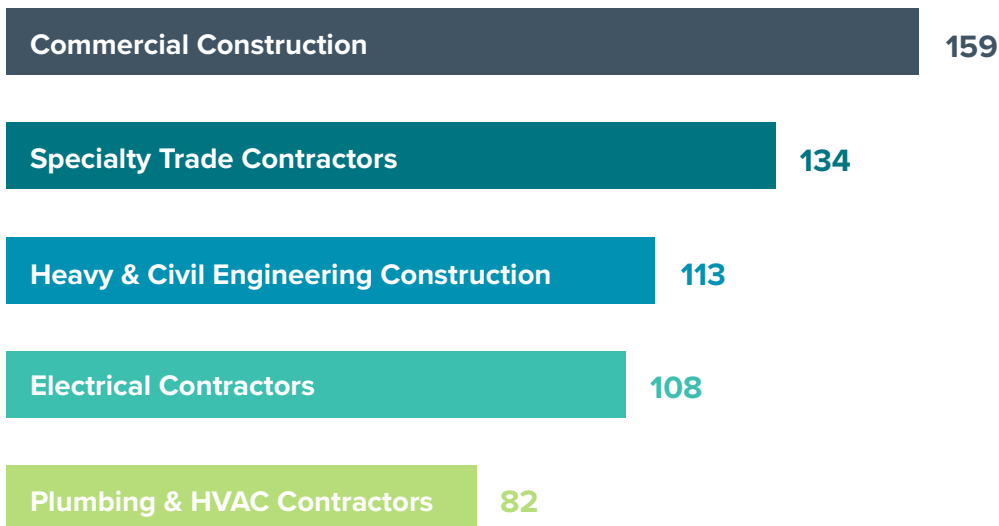 Commercial Construction 159
Specialty Trade Contractors 134
Heavy & Civil Engineering Construction 113
Electrical Contractors 108
Plumbing & HVAC Contractors 82